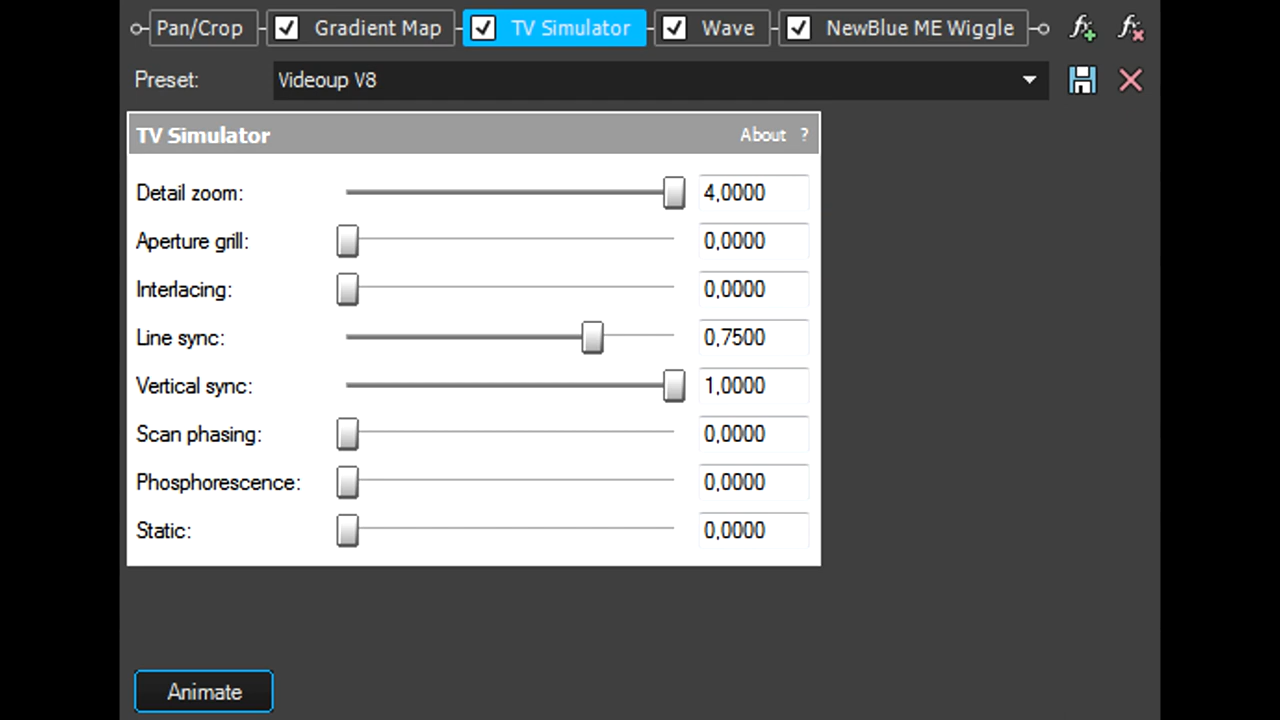 Pan/Crop Gradient Map TV Simulator Wave NewBlue ME Wiggle fx fx
Preset: Videoup V8
TV Simulator About ?
Detail zoom: 4,0000
Aperture grill: 0,0000
Interlacing: 0,0000
Line sync: 0,7500
Vertical sync: 1,0000
Scan phasing: 0,0000
Phosphorescence: 0,0000
Static: 0,0000
Animate